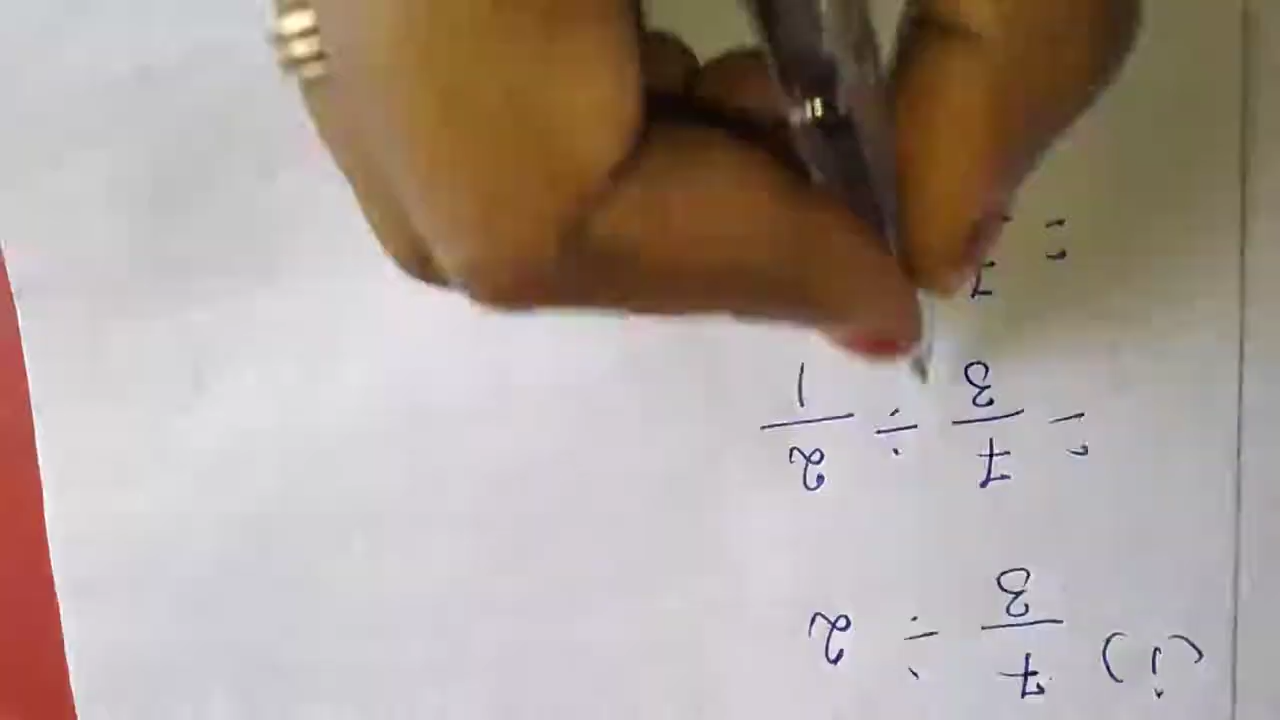 (i) 7/3 ÷ 2
= 7/3 ÷ 2/1
= 7